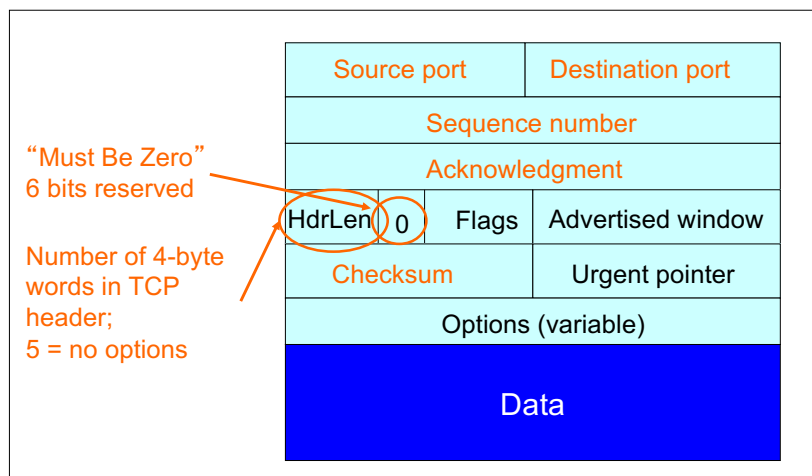 Source port
Destination port
Sequence number
“Must Be Zero”
6 bits reserved
Acknowledgment
HdrLen
0
Flags
Advertised window
Number of 4-byte
words in TCP
header;
5 = no options
Checksum
Urgent pointer
Options (variable)
Data